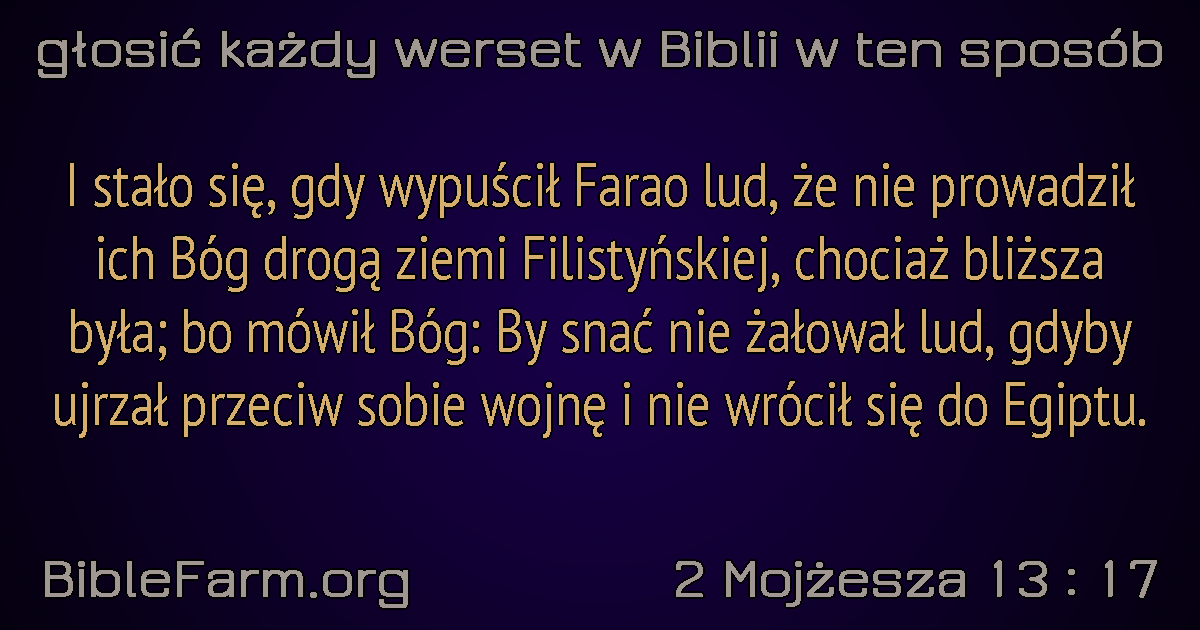 głosić każdy werset w Biblii w ten sposób
I stało się, gdy wypuścił Farao lud, że nie prowadził
ich Bóg drogą ziemi Filistyńskiej, chociaż bliższa
była; bo mówił Bóg: By snać nie żałował lud, gdyby
ujrzał przeciw sobie wojnę i nie wrócił się do Egiptu.
BibleFarm.org
2 Mojżesza 13 : 17